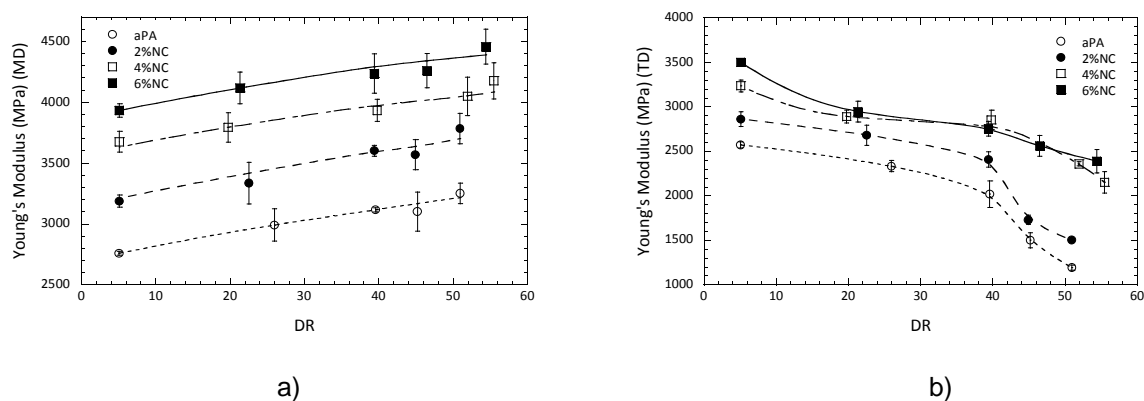 Young's Modulus (MPa) (MD)
4500
4000
3500
3000
2500
aPA
2%NC
4%NC
6%NC
0 10 20 30 40 50 60
DR
a)
Young's Modulus (MPa) (TD)
4000
3500
3000
2500
2000
1500
1000
aPA
2%NC
4%NC
6%NC
0 10 20 30 40 50 60
DR
b)